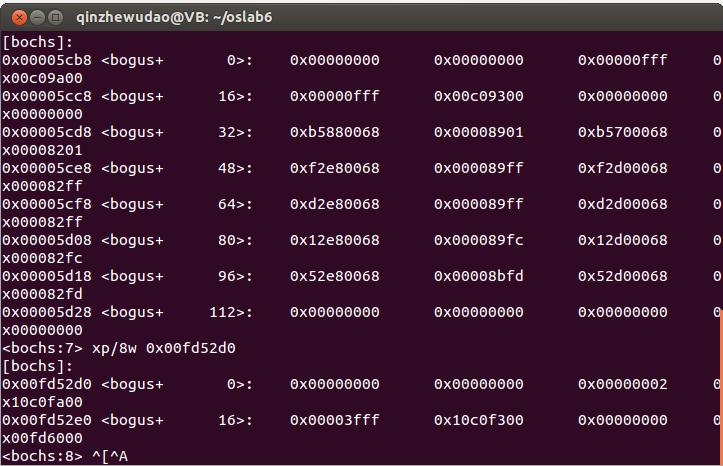 qinzhewudao@VB: ~/oslab6
[bochs]:
0x00005cb8 <bogus+       0>:    0x00000000      0x00000000      0x00000fff      0
x00c09a00
0x00005cc8 <bogus+      16>:    0x00000fff      0x00c09300      0x00000000      0
x00000000
0x00005cd8 <bogus+      32>:    0xb5880068      0x00008901      0xb5700068      0
x00008201
0x00005ce8 <bogus+      48>:    0xf2e80068      0x000089ff      0xf2d00068      0
x000082ff
0x00005cf8 <bogus+      64>:    0xd2e80068      0x000089ff      0xd2d00068      0
x000082ff
0x00005d08 <bogus+      80>:    0x12e80068      0x000089fc      0x12d00068      0
x000082fc
0x00005d18 <bogus+      96>:    0x52e80068      0x00008bfd      0x52d00068      0
x000082fd
0x00005d28 <bogus+     112>:    0x00000000      0x00000000      0x00000000      0
x00000000
<bochs:7> xp/8w 0x00fd52d0
[bochs]:
0x00fd52d0 <bogus+       0>:    0x00000000      0x00000000      0x00000002      0
x10c0fa00
0x00fd52e0 <bogus+      16>:    0x00003fff      0x10c0f300      0x00000000      0
x00fd6000
<bochs:8> ^[^A